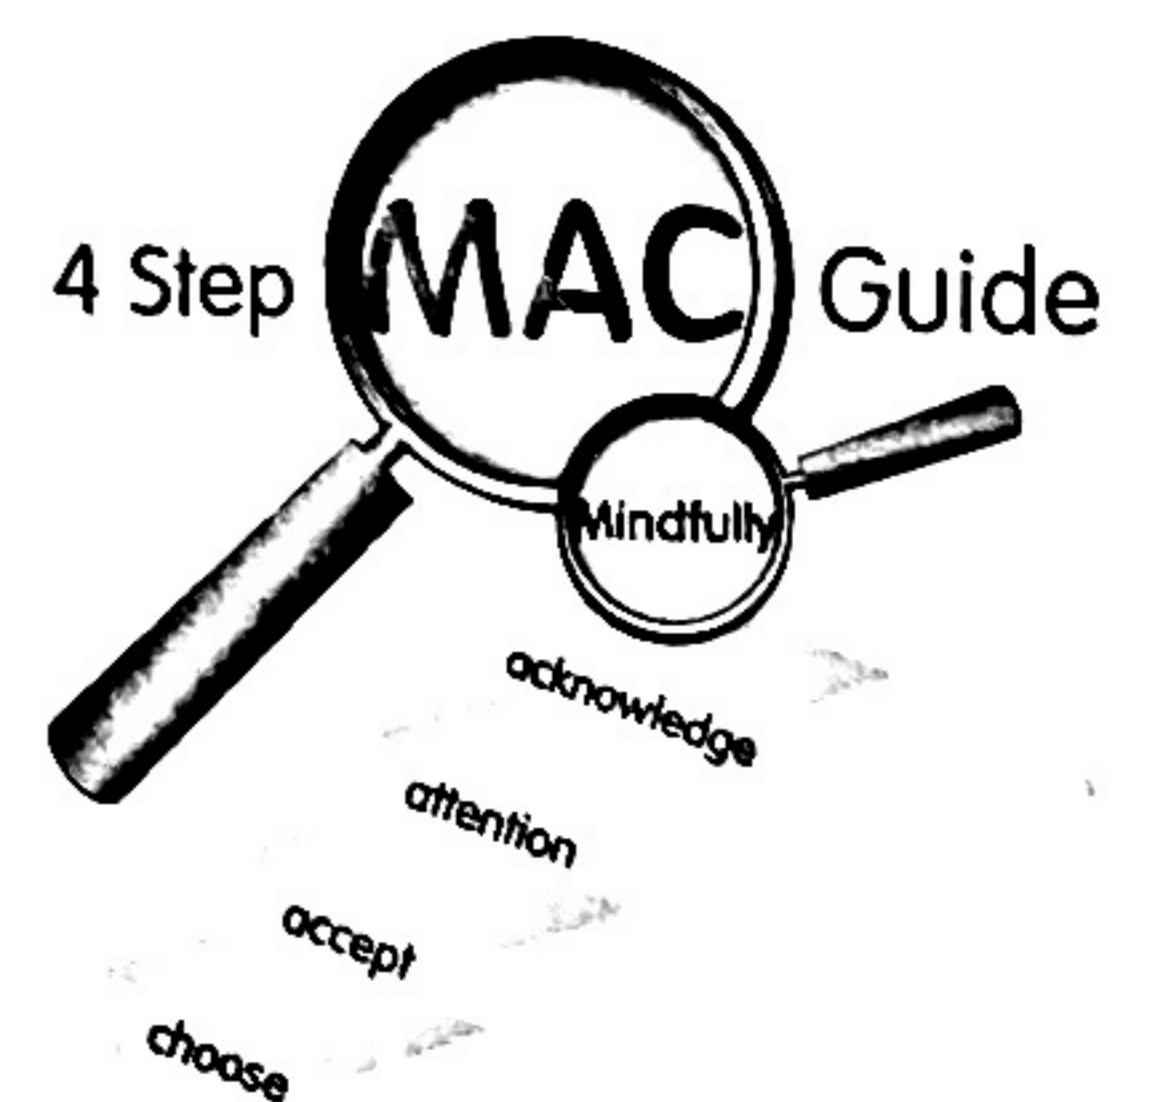 4 Step MAC Guide
Mindfully
acknowledge
attention
accept
choose